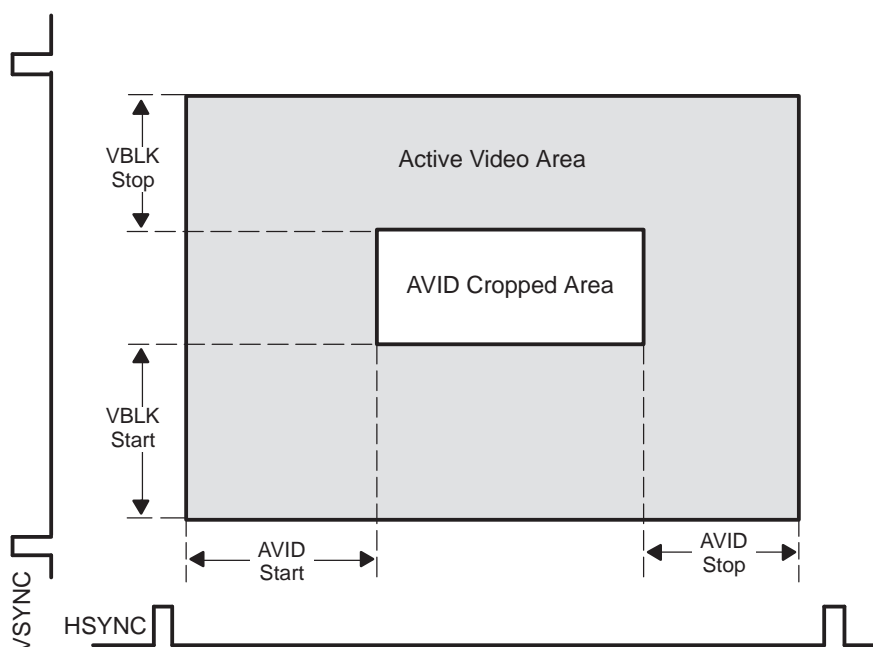 VBLK
Stop
Active Video Area
AVID Cropped Area
VBLK
Start
AVID
Start
AVID
Stop
VSYNC
HSYNC